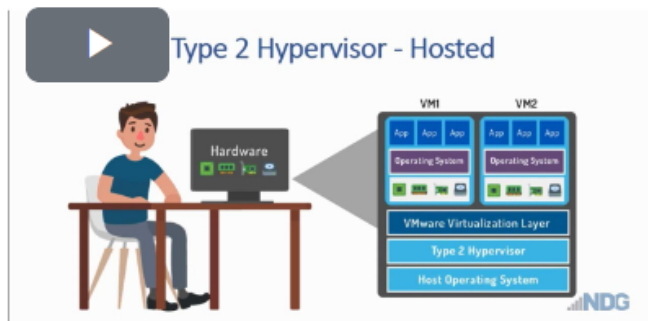 Type 2 Hypervisor - Hosted
VM1 VM2
App App App App App App
Hardware
Operating System Operating System
VMware Virtualization Layer
Type 2 Hypervisor
Host Operating System
NDG